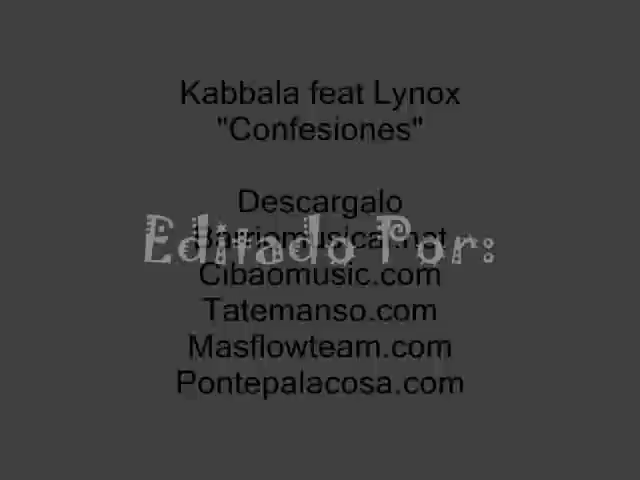 Kabbala feat Lynox
"Confesiones"
Descargalo
Editado Por:
Cibaomusic.com
Tatemanso.com
Masflowteam.com
Pontepalacosa.com